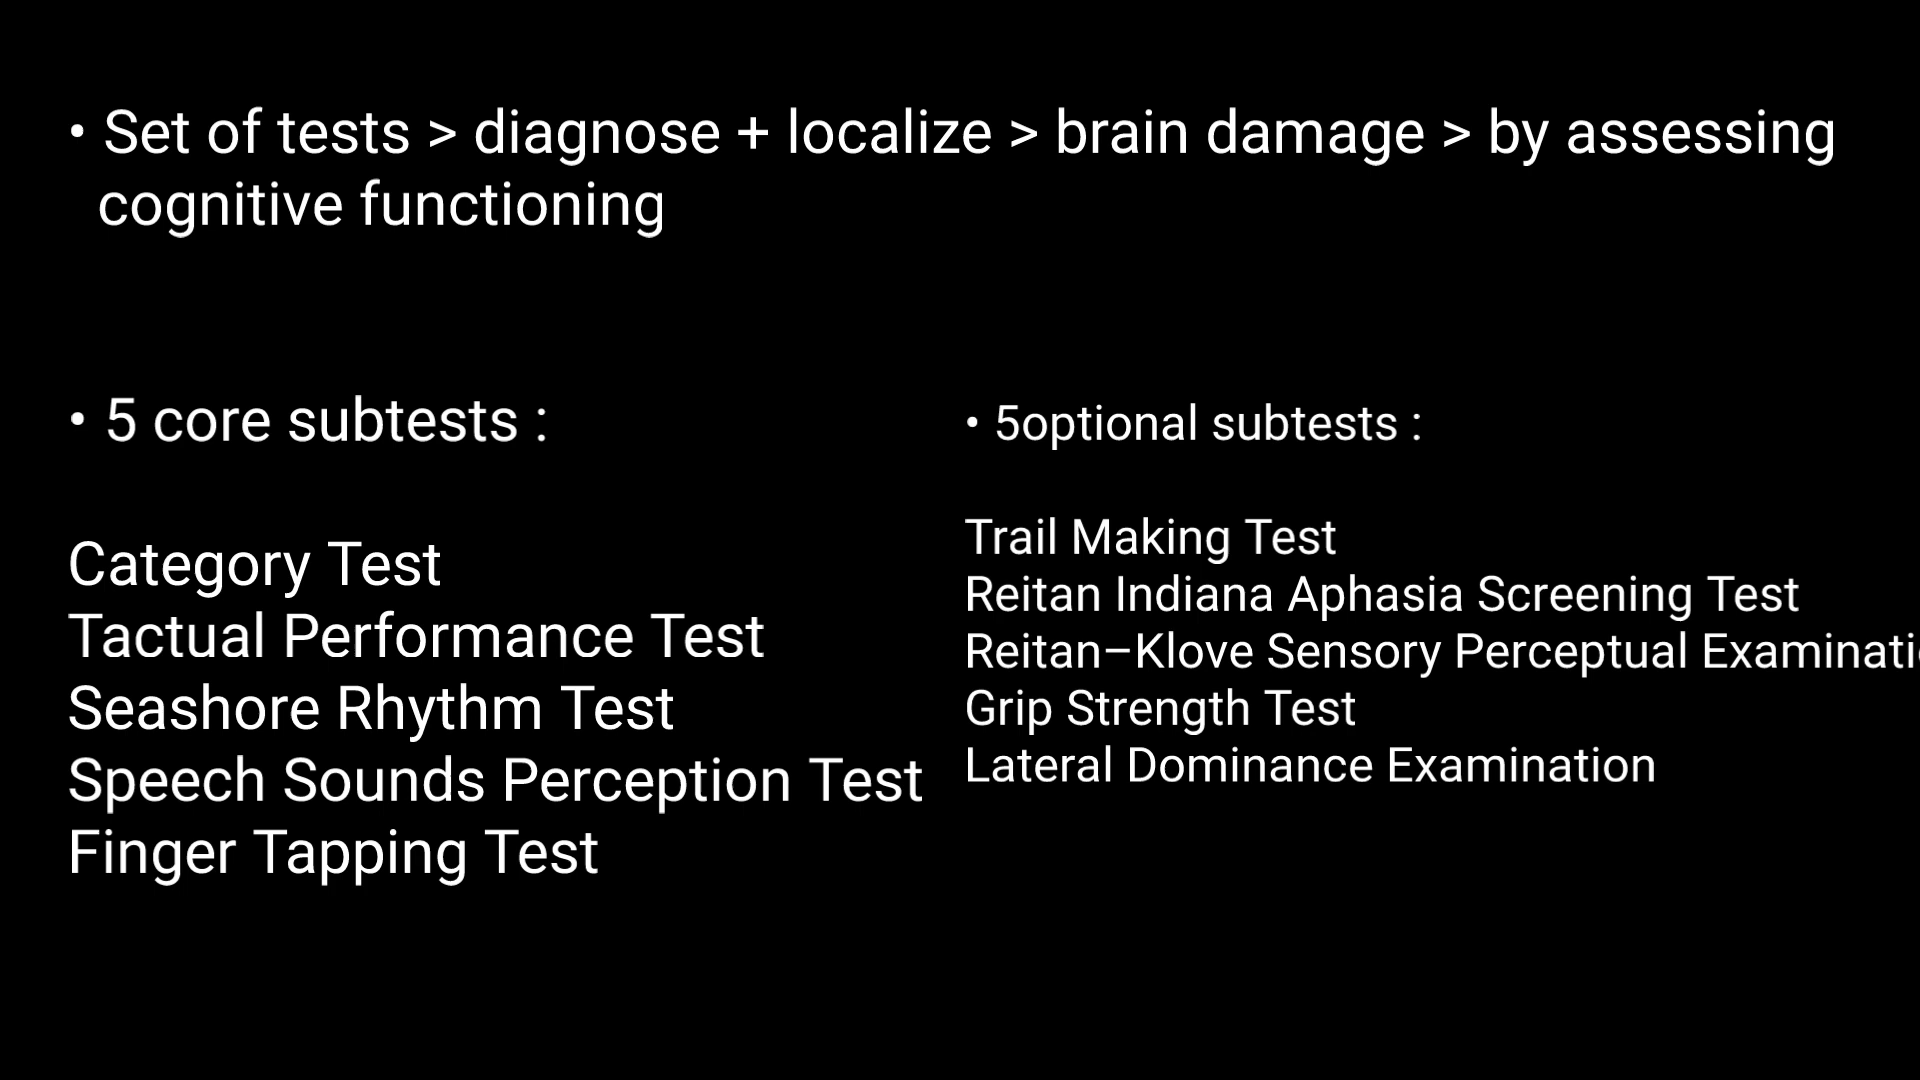 • Set of tests > diagnose + localize > brain damage > by assessing
cognitive functioning
• 5 core subtests :
Category Test
Tactual Performance Test
Seashore Rhythm Test
Speech Sounds Perception Test
Finger Tapping Test
• 5optional subtests :
Trail Making Test
Reitan Indiana Aphasia Screening Test
Reitan–Klove Sensory Perceptual
Grip Strength Test
Lateral Dominance Examination